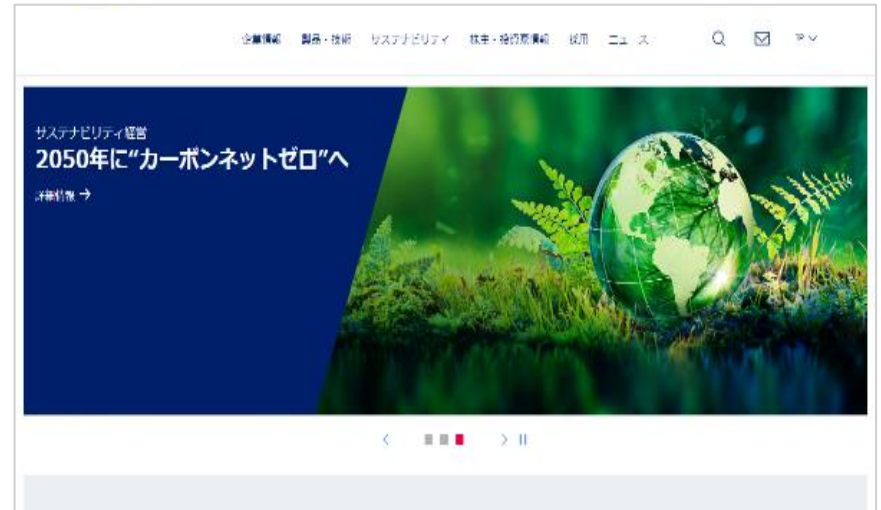 企業情報 製品・技術 サステナビリティ 株主・投資家情報 採用 ニュース JP
サステナビリティ経営
2050年に“カーボンネットゼロ”へ
詳細情報 →